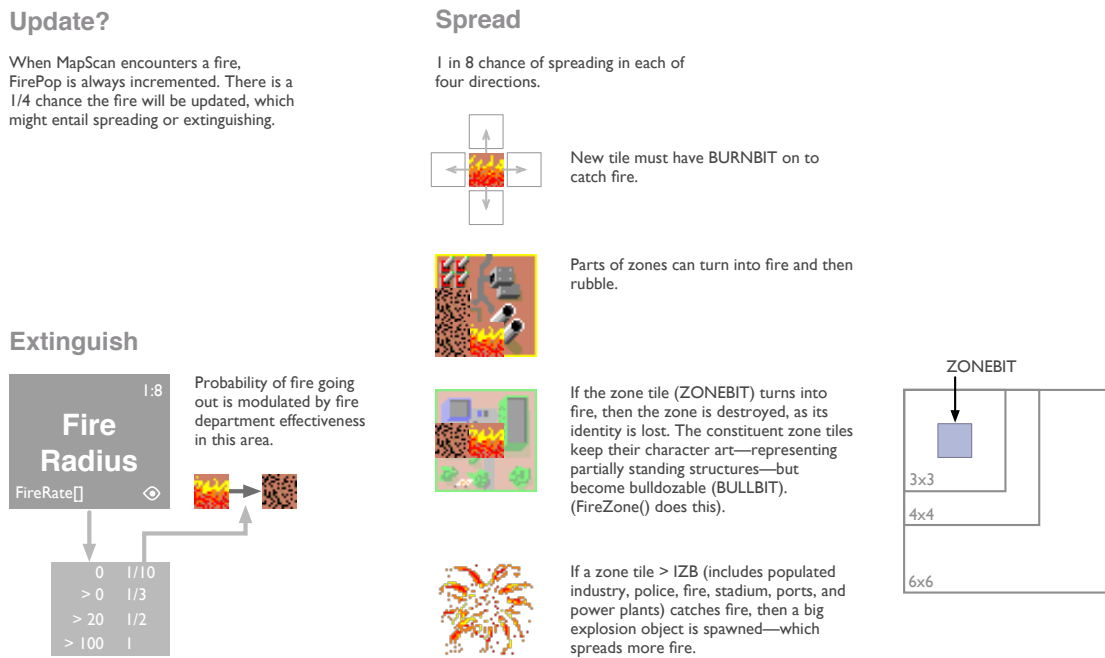 Update?
When MapScan encounters a fire,
FirePop is always incremented. There is a
1/4 chance the fire will be updated, which
might entail spreading or extinguishing.
Spread
1 in 8 chance of spreading in each of
four directions.
New tile must have BURNBIT on to
catch fire.
Parts of zones can turn into fire and then
rubble.
Extinguish
1:8
Fire
Radius
FireRate[]
Probability of fire going
out is modulated by fire
department effectiveness
in this area.
0 1/10
> 0 1/3
> 20 1/2
> 100 1
If the zone tile (ZONEBIT) turns into
fire, then the zone is destroyed, as its
identity is lost. The constituent zone tiles
keep their character art—representing
partially standing structures—but
become bulldozable (BULLBIT).
(FireZone() does this).
If a zone tile > IZB (includes populated
industry, police, fire, stadium, ports, and
power plants) catches fire, then a big
explosion object is spawned—which
spreads more fire.
ZONEBIT
3x3
4x4
6x6